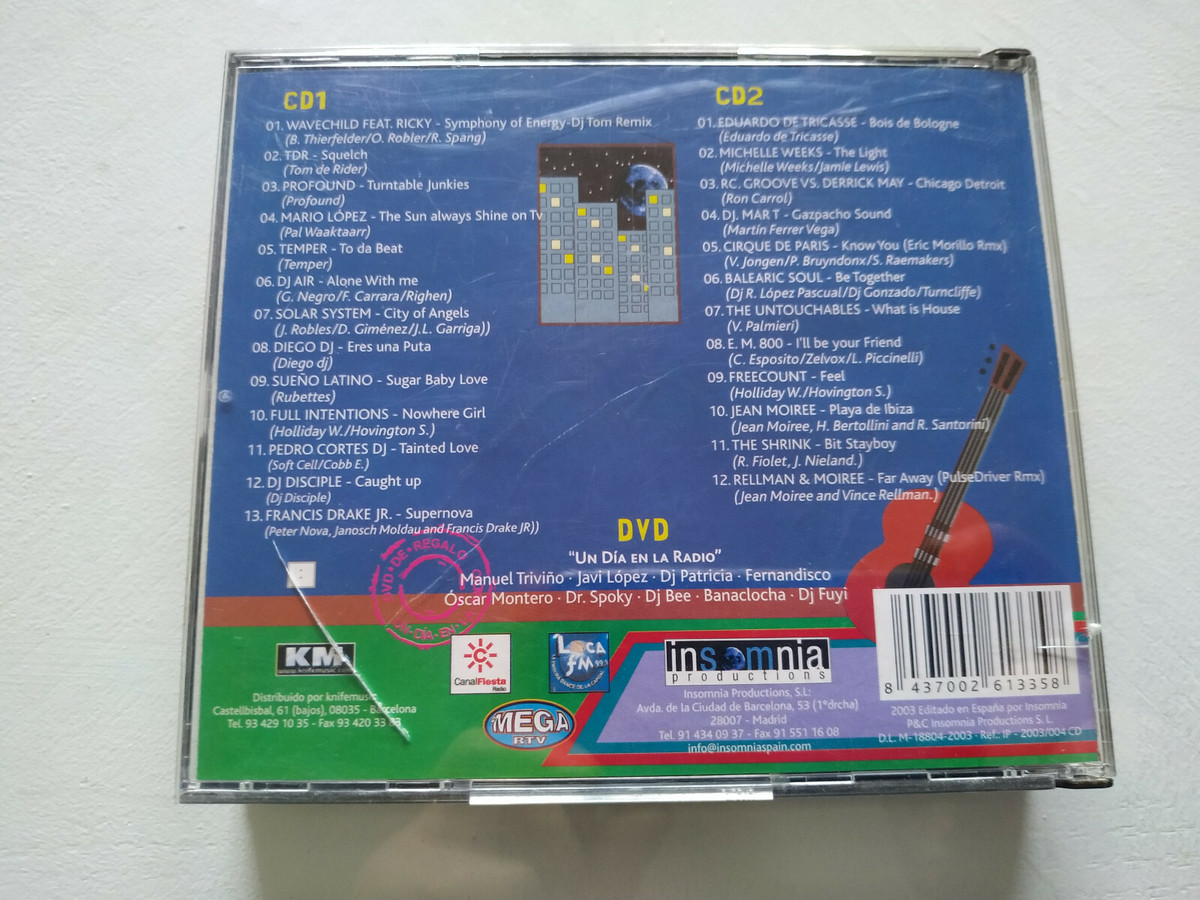 CD1
01. WAVECHILD FEAT. RICKY - Symphony of Energy-Dj Tom Remix
(B. Thierfelder/O. Robler/R. Spang)
02. TDR - Squelch
(Tom de Rider)
03. PROFOUND - Turntable Junkies
(Profound)
04. MARIO LÓPEZ - The Sun always Shine on Tv
(Pal Waaktaarr)
05. TEMPER - To da Beat
(Temper)
06. DJ AIR - Alone With me
(G. Negro/F. Carrara/Righen)
07. SOLAR SYSTEM - City of Angels
(J. Robles/D. Giménez/J.L. Garriga))
08. DIEGO DJ - Eres una Puta
(Diego dj)
09. SUEÑO LATINO - Sugar Baby Love
(Rubettes)
10. FULL INTENTIONS - Nowhere Girl
(Holliday W./Hovington S.)
11. PEDRO CORTES DJ - Tainted Love
(Soft Cell/Cobb E.)
12. DJ DISCIPLE - Caught up
(Dj Disciple)
13. FRANCIS DRAKE JR. - Supernova
(Peter Nova, Janosch Moldau and Francis Drake JR))
CD2
01. EDUARDO DE TRICASSE - Bois de Bologne
(Eduardo de Tricasse)
02. MICHELLE WEEKS - The Light
(Michelle Weeks/Jamie Lewis)
03. RC. GROOVE VS. DERRICK MAY - Chicago Detroit
(Ron Carrol)
04. DJ. MAR T - Gazpacho Sound
(Martín Ferrer Vega)
05. CIRQUE DE PARIS - Know You (Eric Morillo Rmx)
(V. Jongen/P. Bruyndonx/S. Raemakers)
06. BALEARIC SOUL - Be Together
(Dj R. López Pascual/Dj Gonzado/Turncliffe)
07. THE UNTOUCHABLES - What is House
(V. Palmieri)
08. E. M. 800 - I'll be your Friend
(C. Esposito/Zelvox/L. Piccinelli)
09. FREECOUNT - Feel
(Holliday W./Hovington S.)
10. JEAN MOIREE - Playa de Ibiza
(Jean Moiree, H. Bertollini and R. Santorini)
11. THE SHRINK - Bit Stayboy
(R. Fiolet, J. Nieland.)
12. RELLMAN & MOIREE - Far Away (PulseDriver Rmx)
(Jean Moiree and Vince Rellman.)
DVD
"UN DÍA EN LA RADIO"
Manuel Triviño · Javi López · Dj Patricia · Fernandisco
Óscar Montero · Dr. Spoky · Dj Bee · Banaclocha · Dj Fuyi
DVD · DE · REGALO
DÍA · EN
KM
www.knifemusic.com
Distribuido por knifemusic
Castellbisbal, 61 (bajos), 08035 - Barcelona
Tel. 93 429 10 35 - Fax 93 420 33
CanalFiesta
Radio
LOCA
FM 99.1
MEGA
RTV
insomnia
productions
Insomnia Productions, S.L:
Avda. de la Ciudad de Barcelona, 53 (1ºdrcha)
28007 - Madrid
Tel. 91 434 09 37 - Fax 91 551 16 08
info@insomniaspain.com
8 437002 613358
2003 Editado en España por Insomnia
P&C Insomnia Productions S. L.
D.L. M-18804-2003 · Ref.: IP - 2003/004 CD